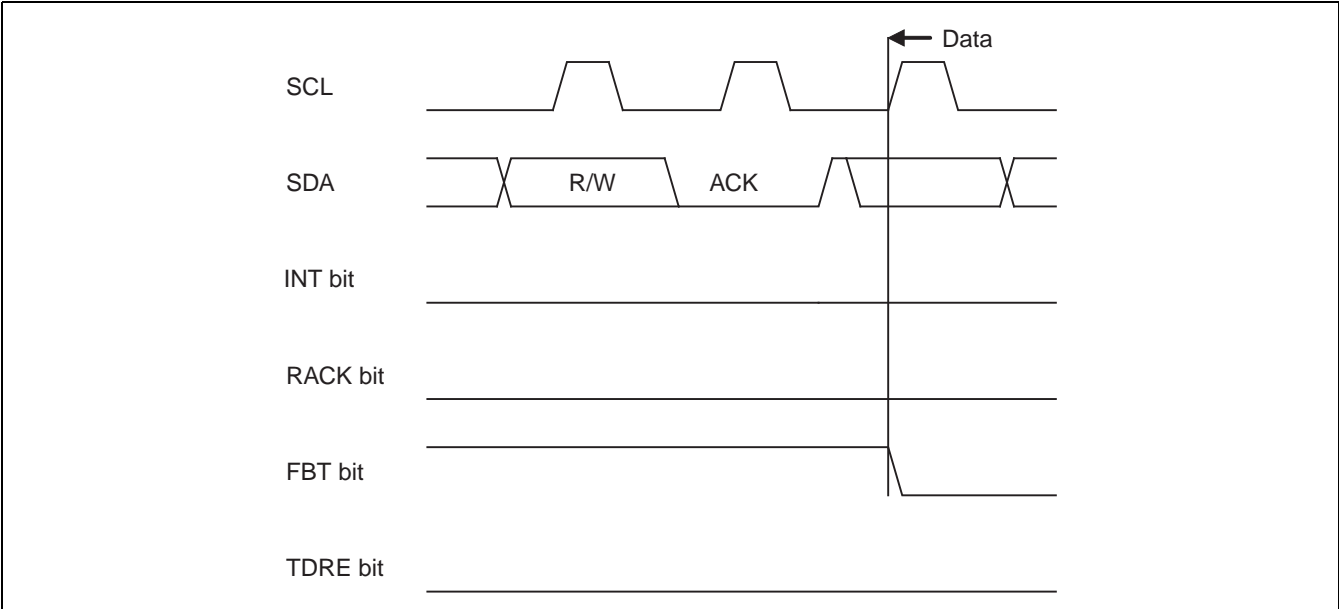 Data
SCL
SDA R/W ACK
INT bit
RACK bit
FBT bit
TDRE bit